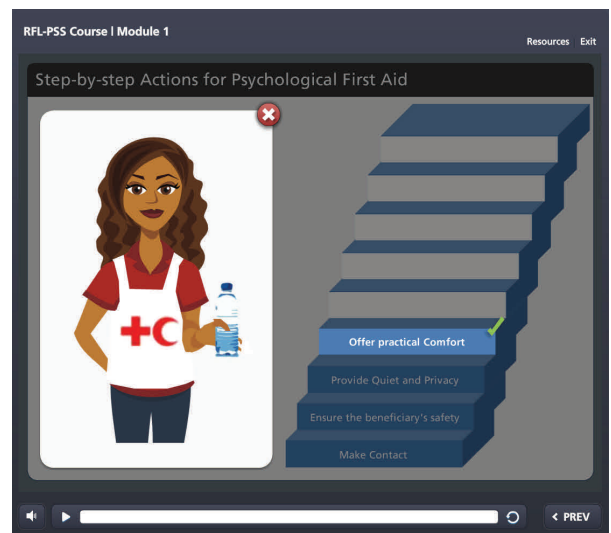 RFL-PSS Course | Module 1
Resources Exit
Step-by-step Actions for Psychological First Aid
Offer practical Comfort
Provide Quiet and Privacy
Ensure the beneficiary's safety
Make Contact
< PREV